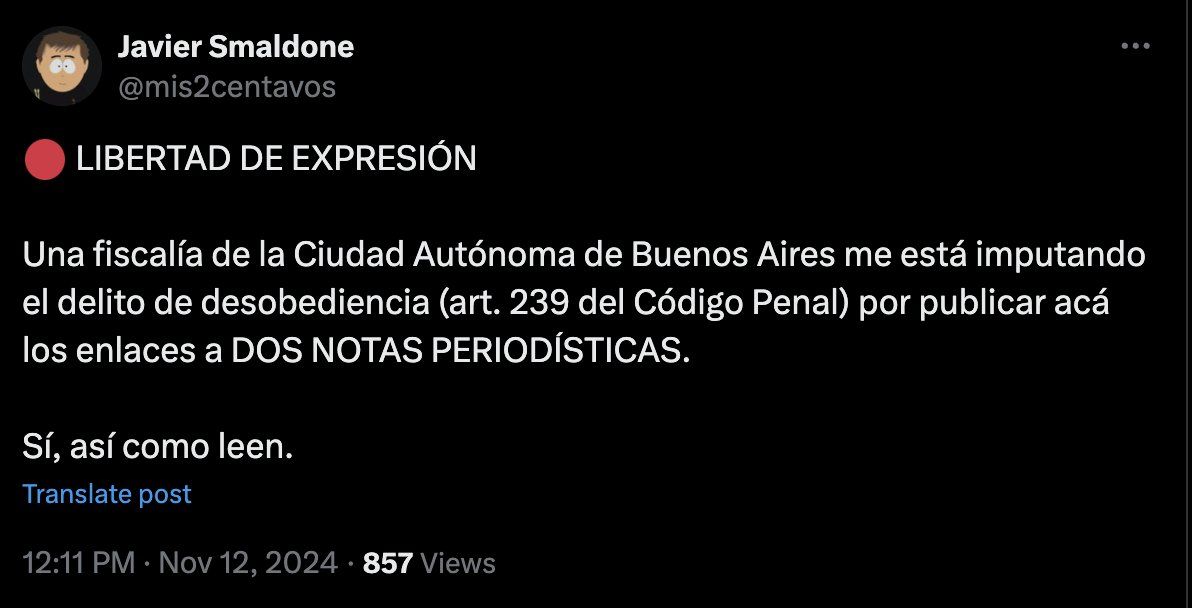 Javier Smaldone
@mis2centavos
🔴 LIBERTAD DE EXPRESIÓN
Una fiscalía de la Ciudad Autónoma de Buenos Aires me está imputando
el delito de desobediencia (art. 239 del Código Penal) por publicar acá
los enlaces a DOS NOTAS PERIODÍSTICAS.
Sí, así como leen.
Translate post
12:11 PM · Nov 12, 2024 · 857 Views